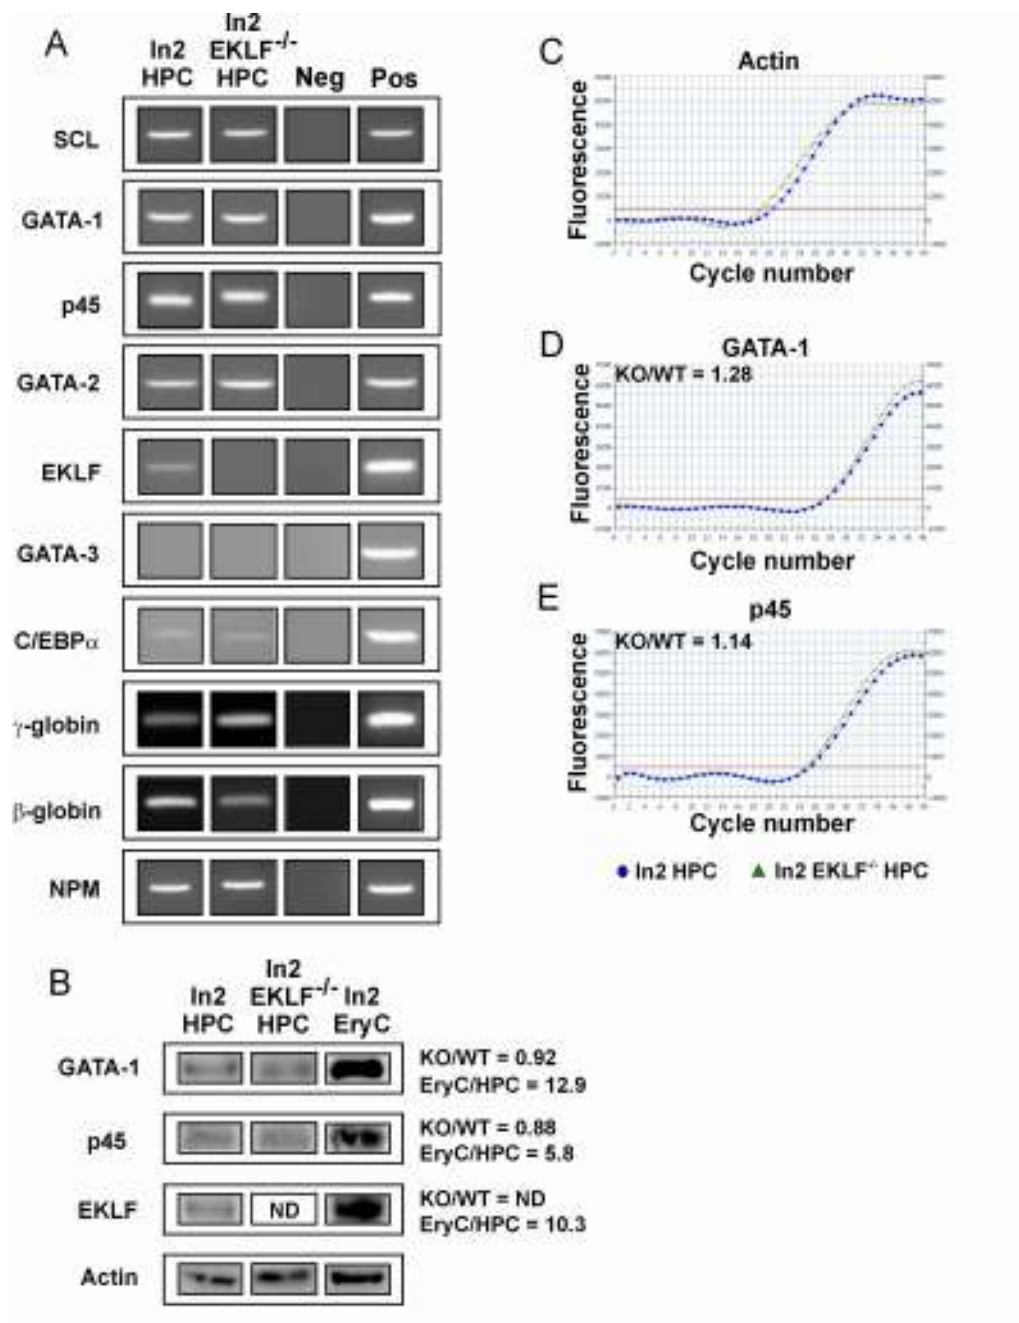 A
In2
HPC
In2
EKLF-/-
HPC
Neg
Pos
SCL
GATA-1
p45
GATA-2
EKLF
GATA-3
C/EBPα
γ-globin
β-globin
NPM
B
In2
HPC
In2
EKLF-/-
HPC
In2
EryC
GATA-1
KO/WT = 0.92
EryC/HPC = 12.9
p45
KO/WT = 0.88
EryC/HPC = 5.8
EKLF
ND
KO/WT = ND
EryC/HPC = 10.3
Actin
C
Actin
Fluorescence
Cycle number
D
GATA-1
KO/WT = 1.28
Fluorescence
Cycle number
E
p45
KO/WT = 1.14
Fluorescence
Cycle number
In2 HPC
In2 EKLF-/- HPC